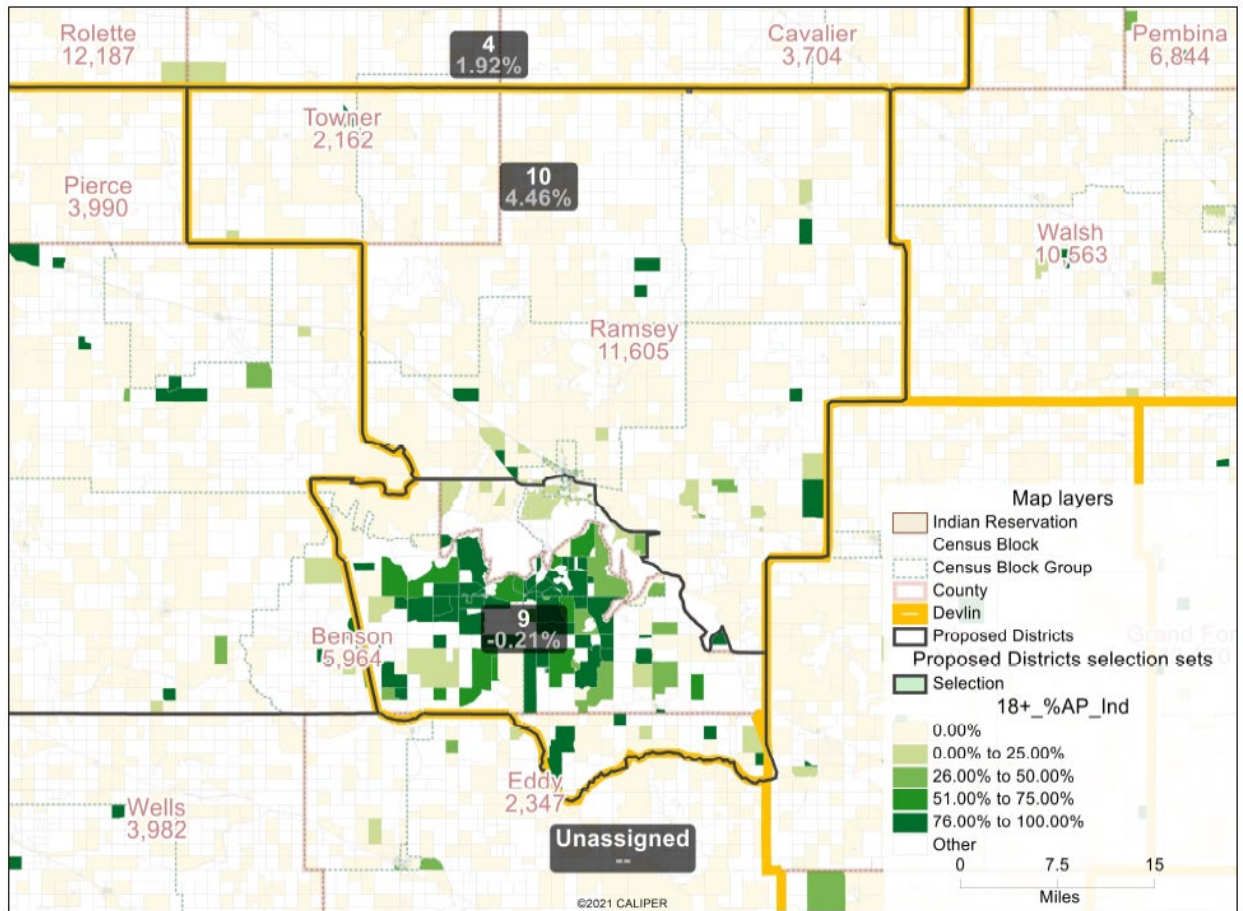 Rolette
12,187
4
1.92%
Cavalier
3,704
Pembina
6,844
Towner
2,162
10
4.46%
Pierce
3,990
Walsh
10,563
Ramsey
11,605
9
-0.21%
Benson
5,964
Eddy
2,347
Wells
3,982
Unassigned
--
Map layers
Indian Reservation
Census Block
Census Block Group
County
Devlin
Proposed Districts
Proposed Districts selection sets
Selection
18+_%AP_Ind
0.00%
0.00% to 25.00%
26.00% to 50.00%
51.00% to 75.00%
76.00% to 100.00%
Other
0 7.5 15
Miles
Grand For
©2021 CALIPER